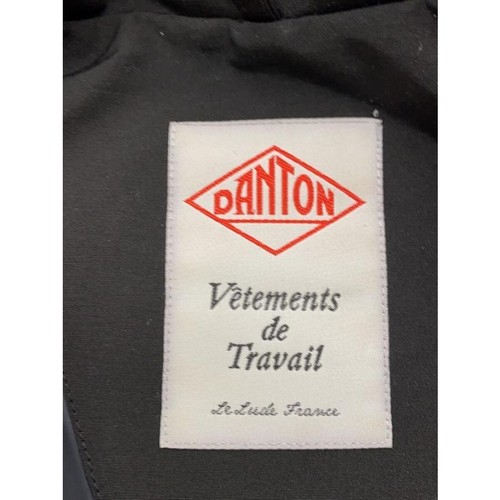 DANTON
Vêtements
de
Travail
Le Lude France